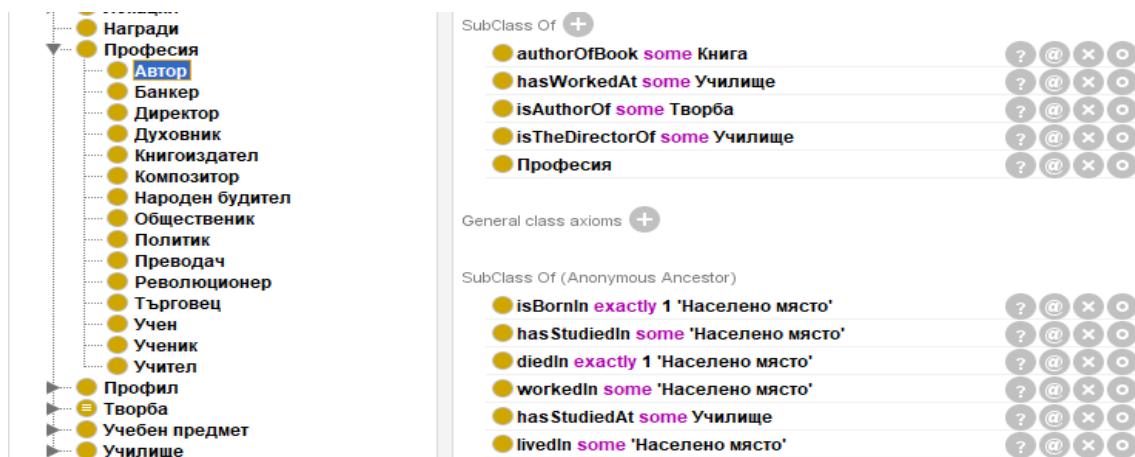 Награди
Професия
Автор
Банкер
Директор
Духовник
Книгоиздател
Композитор
Народен будител
Общественик
Политик
Преводач
Революционер
Търговец
Учен
Ученик
Учител
Профил
Творба
Учебен предмет
Училище
SubClass Of
authorOfBook some Книга
hasWorkedAt some Училище
isAuthorOf some Творба
isTheDirectorOf some Училище
Професия
General class axioms
SubClass Of (Anonymous Ancestor)
isBornIn exactly 1 'Населено място'
hasStudiedIn some 'Населено място'
diedIn exactly 1 'Населено място'
workedIn some 'Населено място'
hasStudiedAt some Училище
livedIn some 'Населено място'